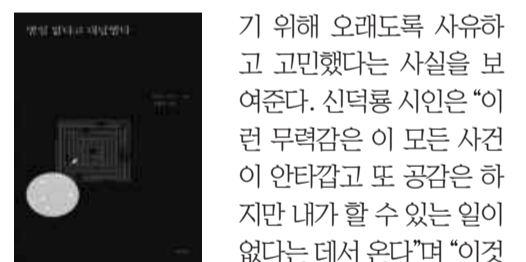 기 위해 오래도록 사유하
고 고민했다는 사실을 보
여준다. 신덕룡 시인은 “이
런 무력감은 이 모든 사건
이 안타깝고 또 공감은 하
지만 내가 할 수 있는 일이
없다는 데서 온다”며 “이것